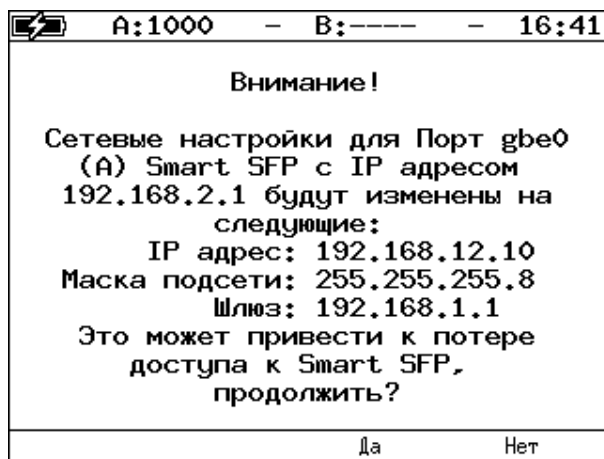 A:1000 – B:---- – 16:41
Внимание!
Сетевые настройки для Порт gbe0
(A) Smart SFP с IP адресом
192.168.2.1 будут изменены на
следующие:
IP адрес: 192.168.12.10
Маска подсети: 255.255.255.8
Шлюз: 192.168.1.1
Это может привести к потере
доступа к Smart SFP,
продолжить?
Да Нет